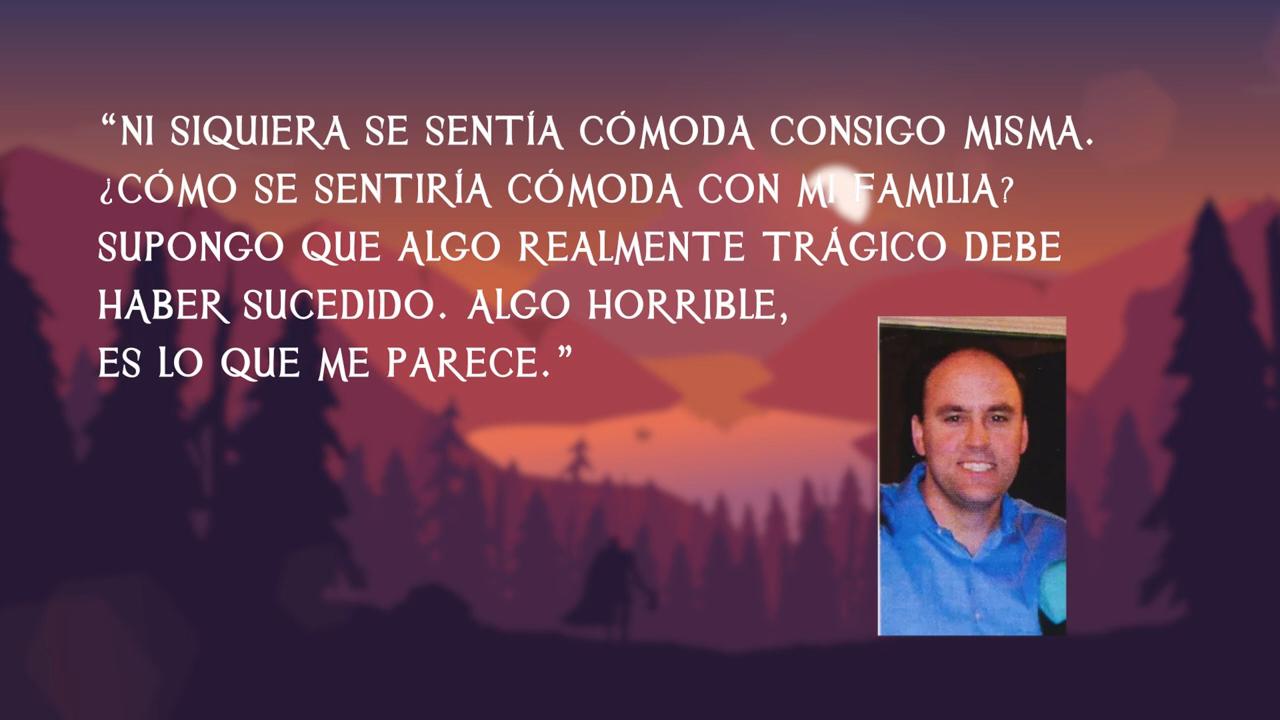 “NI SIQUIERA SE SENTÍA CÓMODA CONSIGO MISMA.
¿CÓMO SE SENTIRÍA CÓMODA CON MI FAMILIA?
SUPONGO QUE ALGO REALMENTE TRÁGICO DEBE
HABER SUCEDIDO. ALGO HORRIBLE,
ES LO QUE ME PARECE.”